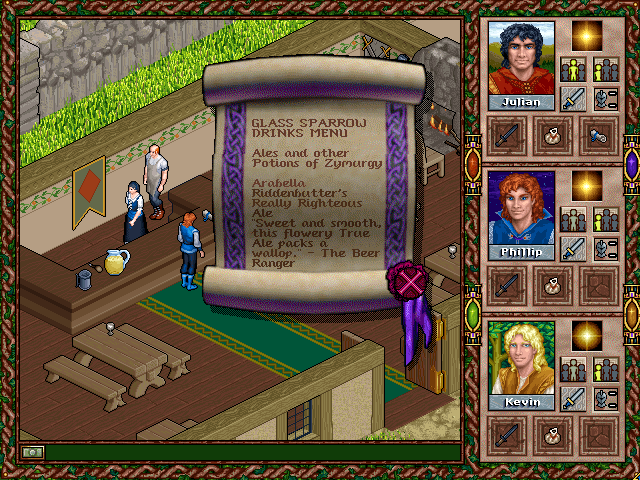 GLASS SPARROW
DRINKS MENU
Ales and other
Potions of Zymurgy
Arabella
Riddenbutter's
Really Righteous
Ale
"Sweet and smooth,
this flowery True
Ale packs a
wallop." - The Beer
Ranger
Julian
Phillip
Kevin